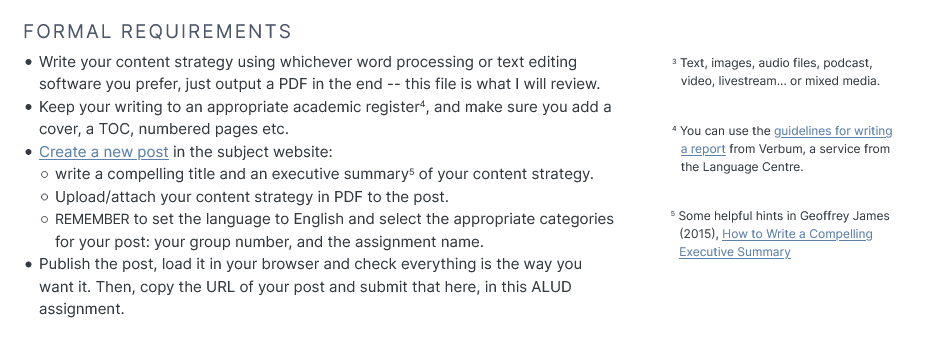 FORMAL REQUIREMENTS
• Write your content strategy using whichever word processing or text editing
software you prefer, just output a PDF in the end -- this file is what I will review.
• Keep your writing to an appropriate academic register⁴, and make sure you add a
cover, a TOC, numbered pages etc.
• Create a new post in the subject website:
○ write a compelling title and an executive summary⁵ of your content strategy.
○ Upload/attach your content strategy in PDF to the post.
○ REMEMBER to set the language to English and select the appropriate categories
for your post: your group number, and the assignment name.
• Publish the post, load it in your browser and check everything is the way you
want it. Then, copy the URL of your post and submit that here, in this ALUD
assignment.
³ Text, images, audio files, podcast,
video, livestream... or mixed media.
⁴ You can use the guidelines for writing
a report from Verbum, a service from
the Language Centre.
⁵ Some helpful hints in Geoffrey James
(2015), How to Write a Compelling
Executive Summary